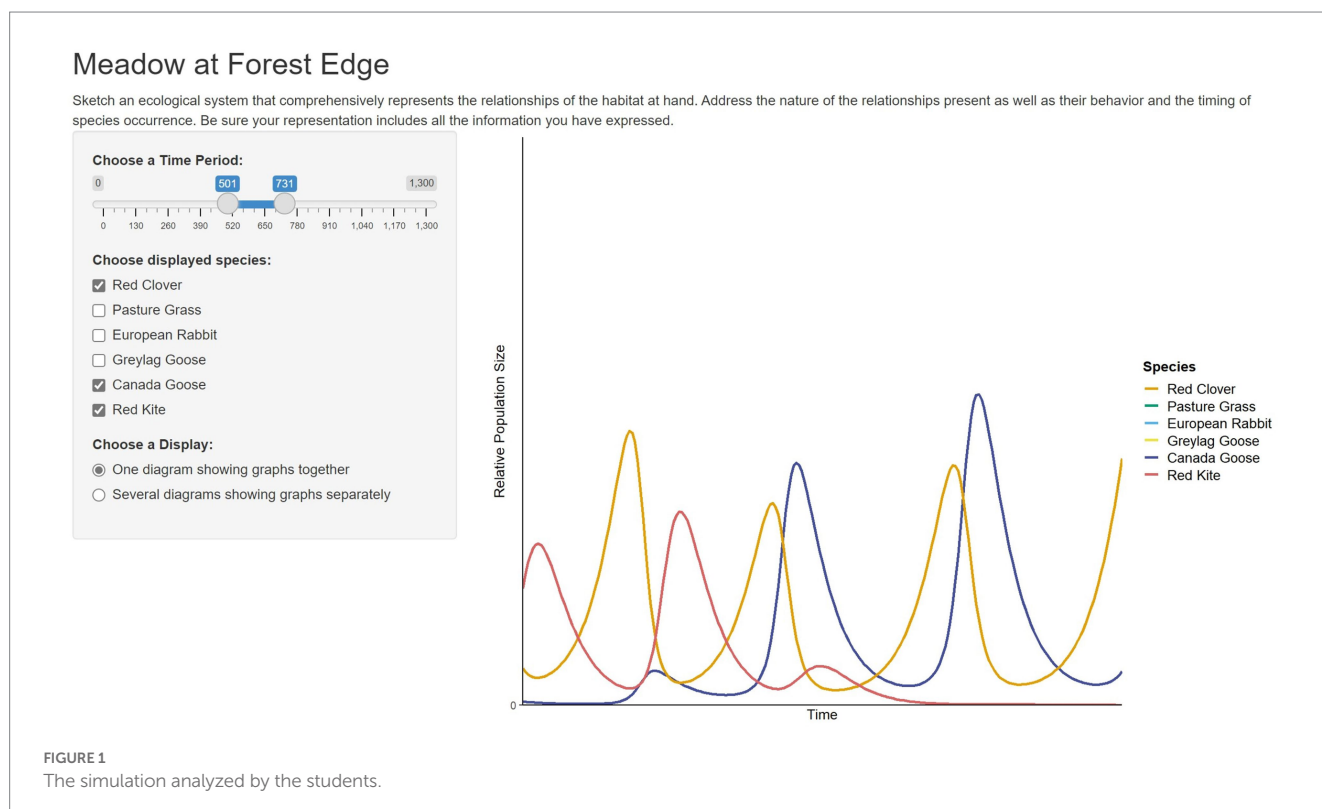 Meadow at Forest Edge
Sketch an ecological system that comprehensively represents the relationships of the habitat at hand. Address the nature of the relationships present as well as their behavior and the timing of
species occurrence. Be sure your representation includes all the information you have expressed.
Choose a Time Period:
0 501 731 1,300
0 130 260 390 520 650 780 910 1,040 1,170 1,300
Choose displayed species:
Red Clover
Pasture Grass
European Rabbit
Greylag Goose
Canada Goose
Red Kite
Choose a Display:
One diagram showing graphs together
Several diagrams showing graphs separately
Relative Population Size
0
Time
Species
Red Clover
Pasture Grass
European Rabbit
Greylag Goose
Canada Goose
Red Kite
FIGURE 1
The simulation analyzed by the students.